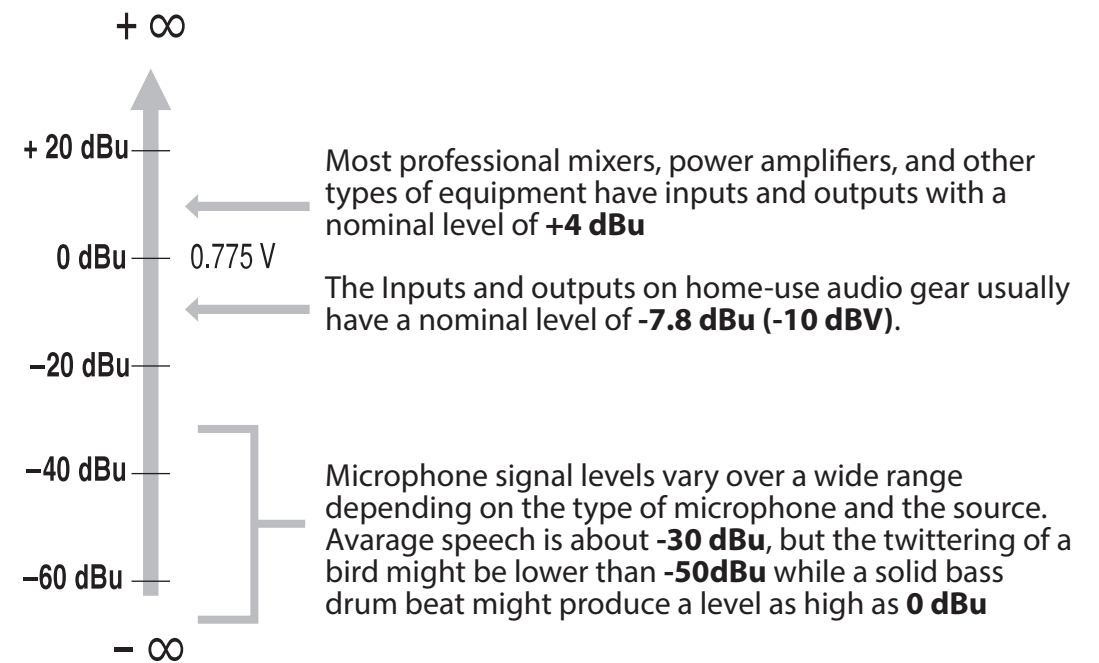 + ∞
+ 20 dBu
Most professional mixers, power amplifiers, and other
types of equipment have inputs and outputs with a
nominal level of +4 dBu
0 dBu
0.775 V
The Inputs and outputs on home-use audio gear usually
have a nominal level of -7.8 dBu (-10 dBV).
−20 dBu
−40 dBu
Microphone signal levels vary over a wide range
depending on the type of microphone and the source.
Avarage speech is about -30 dBu, but the twittering of a
bird might be lower than -50dBu while a solid bass
drum beat might produce a level as high as 0 dBu
−60 dBu
− ∞